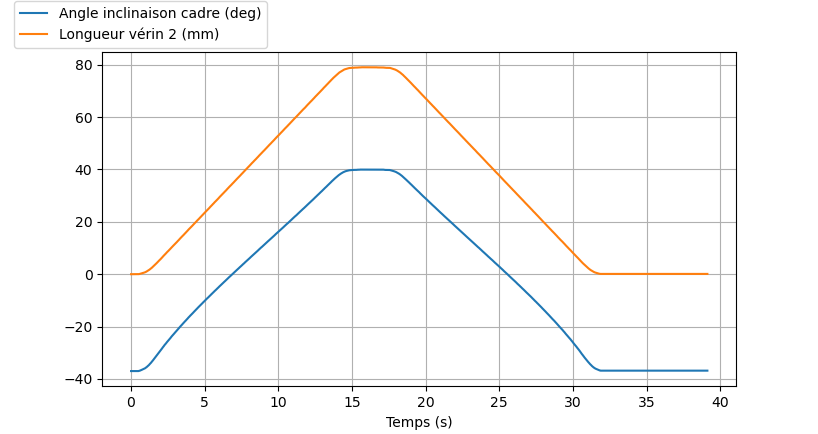 Angle inclinaison cadre (deg)
Longueur vérin 2 (mm)
80
60
40
20
0
−20
−40
0 5 10 15 20 25 30 35 40
Temps (s)